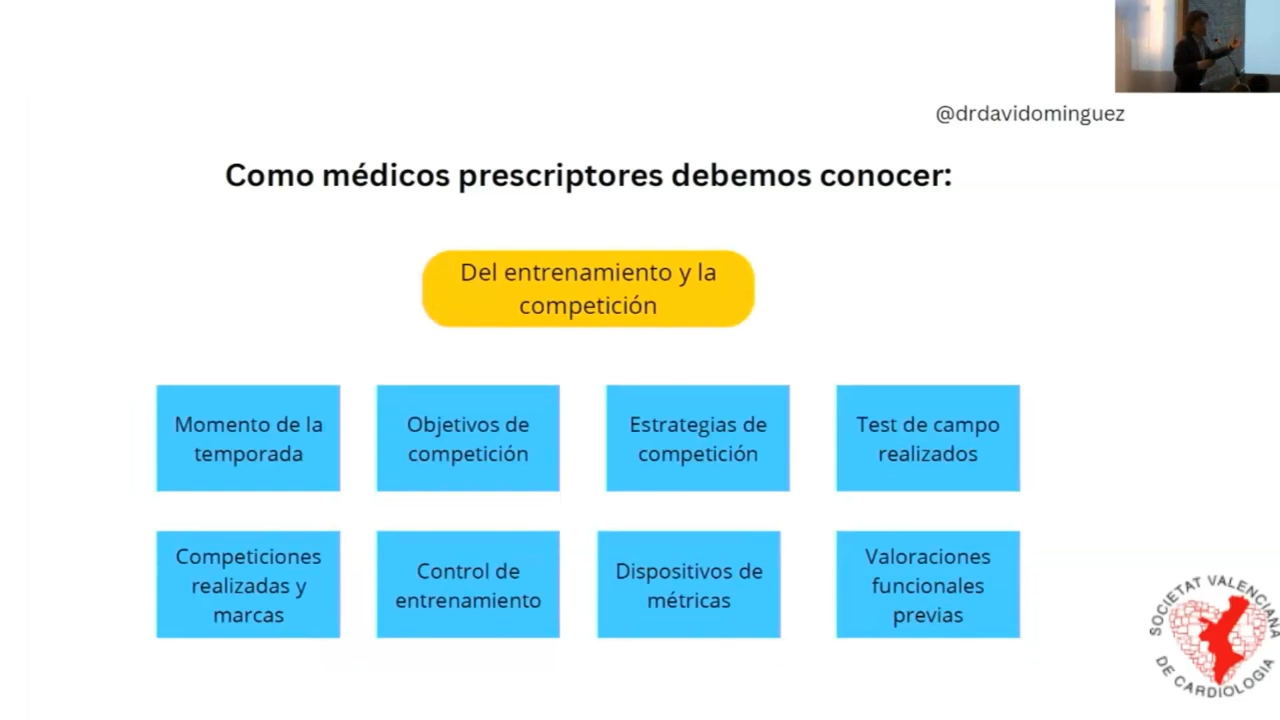 @drdavidominguez
Como médicos prescriptores debemos conocer:
Del entrenamiento y la
competición
Momento de la
temporada
Objetivos de
competición
Estrategias de
competición
Test de campo
realizados
Competiciones
realizadas y
marcas
Control de
entrenamiento
Dispositivos de
métricas
Valoraciones
funcionales
previas
SOCIETAT VALENCIANA
DE CARDIOLOGIA